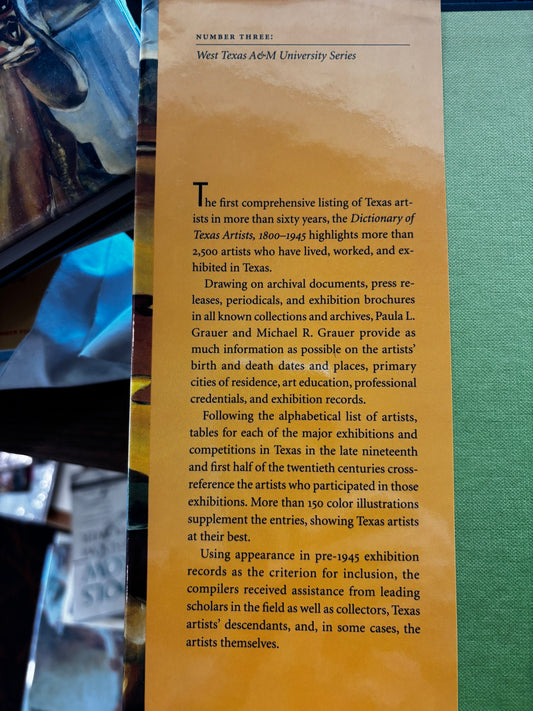 NUMBER THREE:
West Texas A&M University Series
The first comprehensive listing of Texas art-
ists in more than sixty years, the Dictionary of
Texas Artists, 1800–1945 highlights more than
2,500 artists who have lived, worked, and ex-
hibited in Texas.
Drawing on archival documents, press re-
leases, periodicals, and exhibition brochures
in all known collections and archives, Paula L.
Grauer and Michael R. Grauer provide as
much information as possible on the artists'
birth and death dates and places, primary
cities of residence, art education, professional
credentials, and exhibition records.
Following the alphabetical list of artists,
tables for each of the major exhibitions and
competitions in Texas in the late nineteenth
and first half of the twentieth centuries cross-
reference the artists who participated in those
exhibitions. More than 150 color illustrations
supplement the entries, showing Texas artists
at their best.
Using appearance in pre-1945 exhibition
records as the criterion for inclusion, the
compilers received assistance from leading
scholars in the field as well as collectors, Texas
artists' descendants, and, in some cases, the
artists themselves.